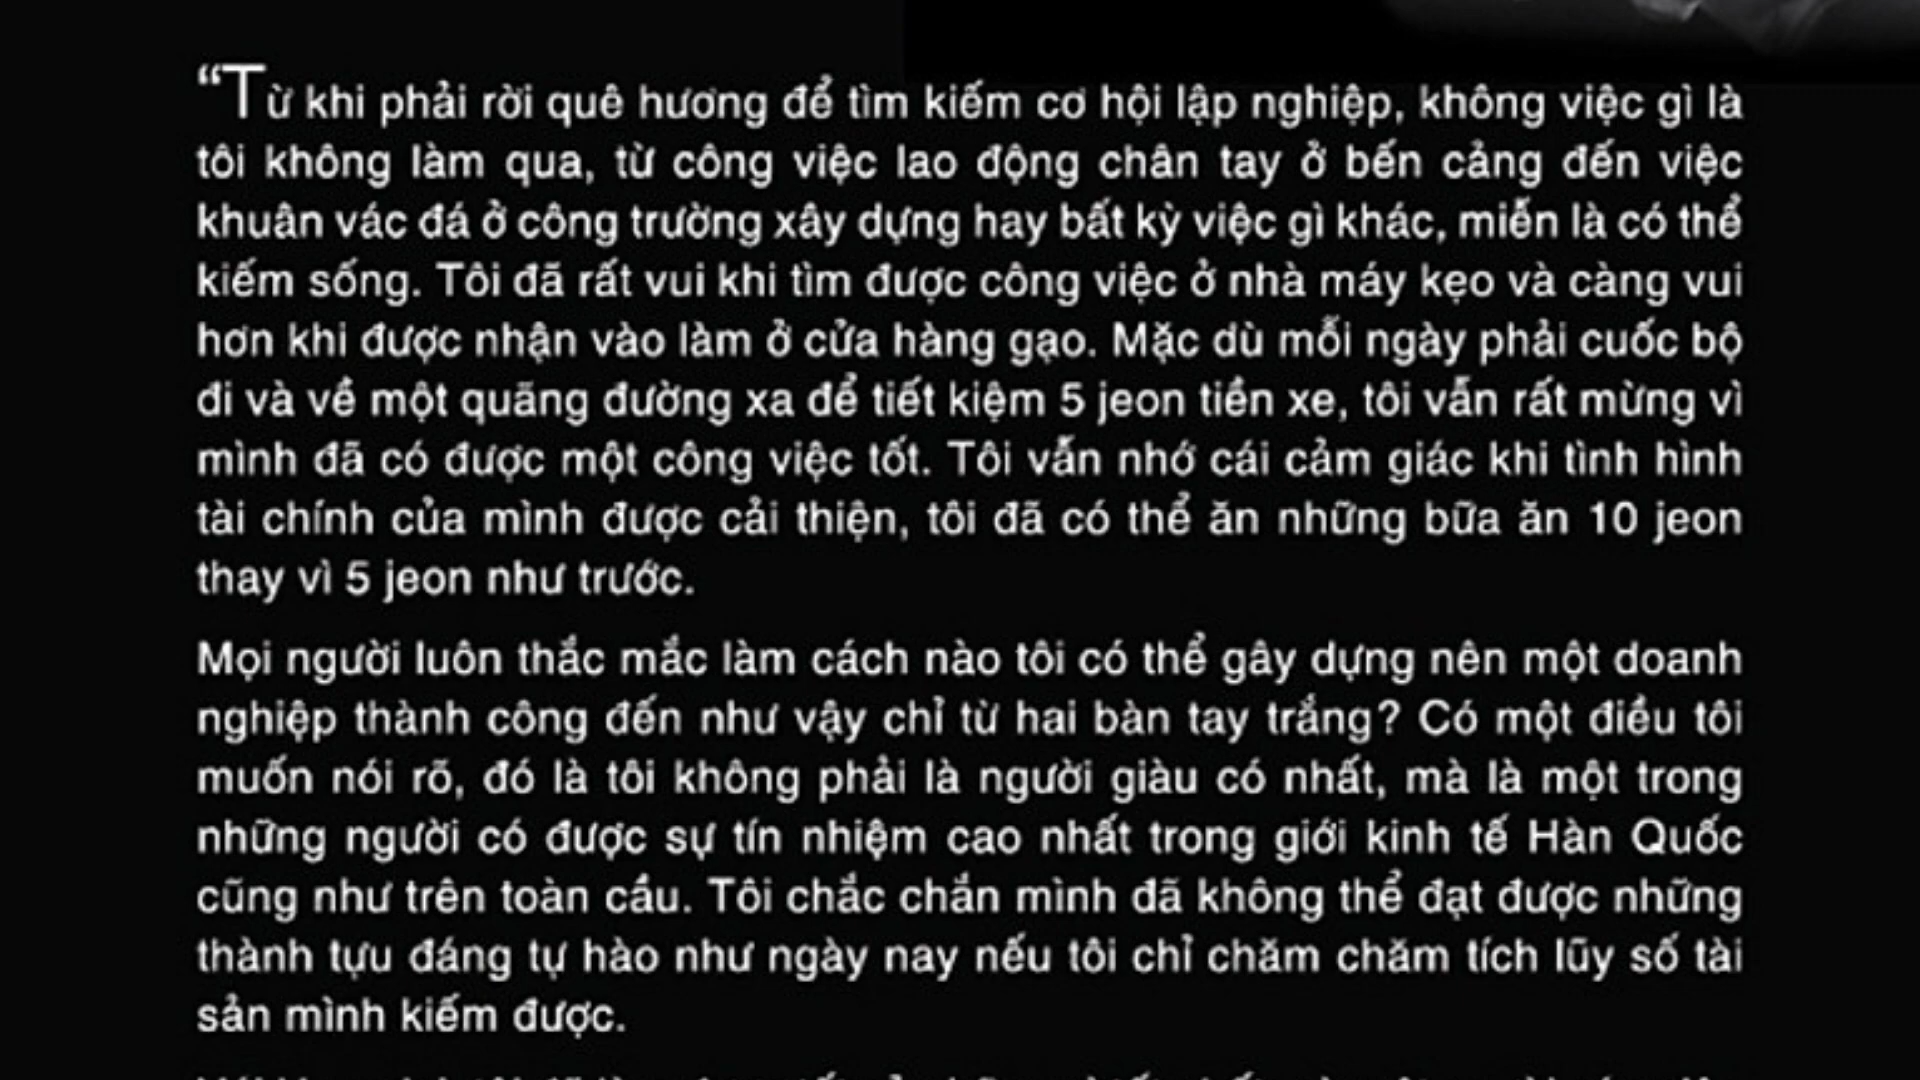 “Từ khi phải rời quê hương để tìm kiếm cơ hội lập nghiệp, không việc gì là
tôi không làm qua, từ công việc lao động chân tay ở bến cảng đến việc
khuân vác đá ở công trường xây dựng hay bất kỳ việc gì khác, miễn là có thể
kiếm sống. Tôi đã rất vui khi tìm được công việc ở nhà máy kẹo và càng vui
hơn khi được nhận vào làm ở cửa hàng gạo. Mặc dù mỗi ngày phải cuốc bộ
đi và về một quãng đường xa để tiết kiệm 5 jeon tiền xe, tôi vẫn rất mừng vì
mình đã có được một công việc tốt. Tôi vẫn nhớ cái cảm giác khi tình hình
tài chính của mình được cải thiện, tôi đã có thể ăn những bữa ăn 10 jeon
thay vì 5 jeon như trước.
Mọi người luôn thắc mắc làm cách nào tôi có thể gây dựng nên một doanh
nghiệp thành công đến như vậy chỉ từ hai bàn tay trắng? Có một điều tôi
muốn nói rõ, đó là tôi không phải là người giàu có nhất, mà là một trong
những người có được sự tín nhiệm cao nhất trong giới kinh tế Hàn Quốc
cũng như trên toàn cầu. Tôi chắc chắn mình đã không thể đạt được những
thành tựu đáng tự hào như ngày nay nếu tôi chỉ chăm chăm tích lũy số tài
sản mình kiếm được.